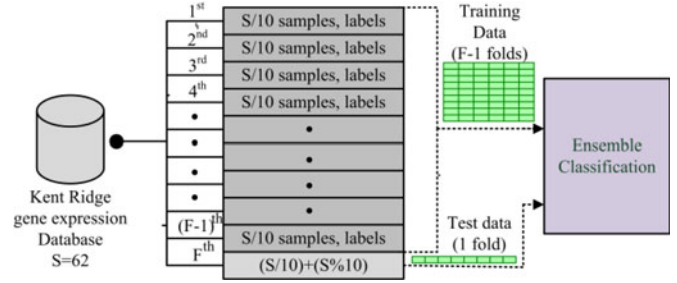 1st
2nd
3rd
4th
(F-1)th
Fth
S/10 samples, labels
S/10 samples, labels
S/10 samples, labels
S/10 samples, labels
S/10 samples, labels
(S/10)+(S%10)
Kent Ridge
gene expression
Database
S=62
Training
Data
(F-1 folds)
Test data
(1 fold)
Ensemble
Classification